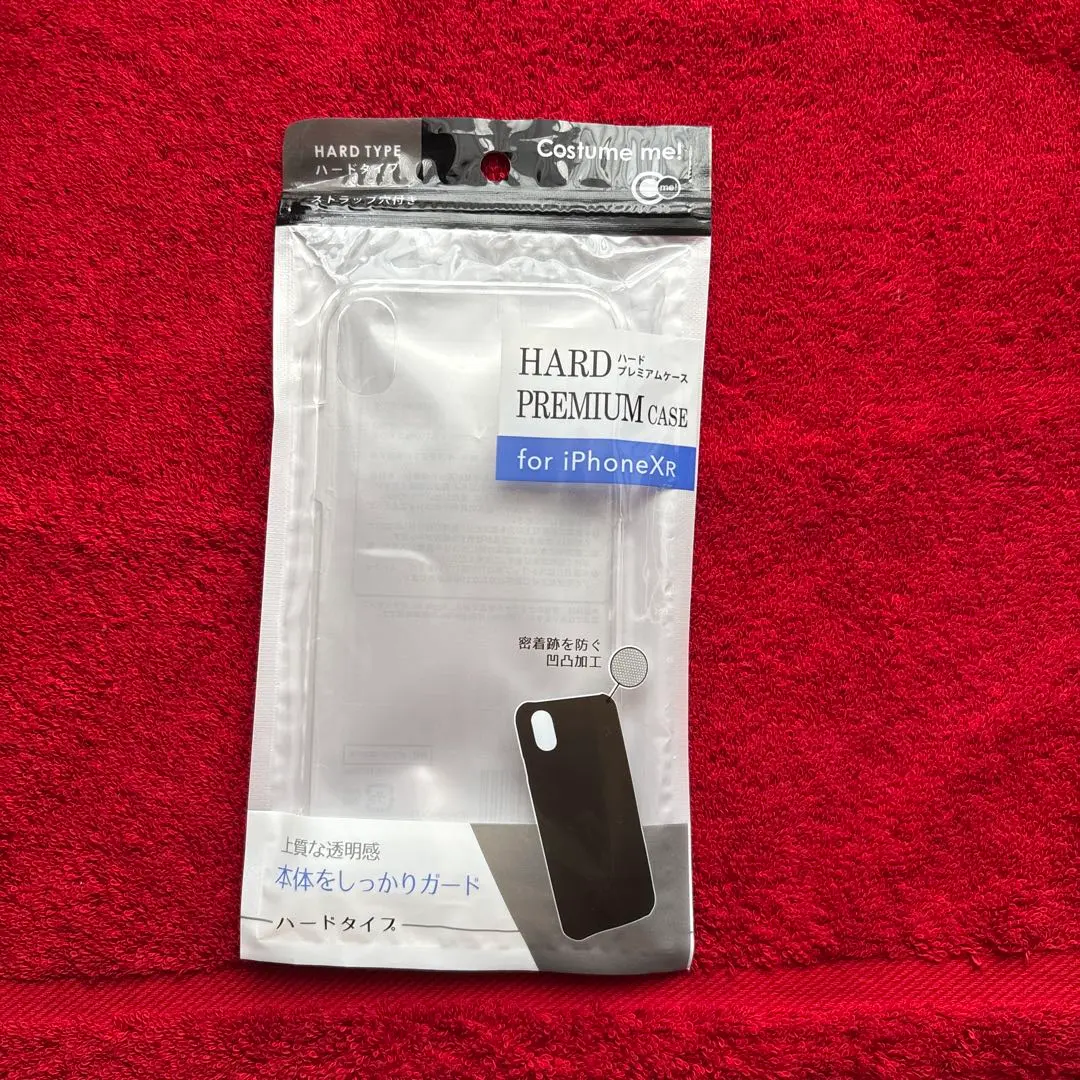 HARD TYPE
ハードタイプ
ストラップ穴付き
Costume me!
me!
HARD ハード
プレミアムケース
PREMIUM CASE
for iPhoneXR
密着跡を防ぐ
凹凸加工
上質な透明感
本体をしっかりガード
ハードタイプ